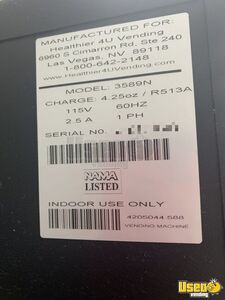 MANUFACTURED FOR:
Healthier 4U Vending
6960 S Cimarron Rd. Ste 240
Las Vegas, NV 89118
1-800-642-2148
www.Healthier4UVending.com
MODEL: 3589N
CHARGE: 4.25oz / R513A
115V 60HZ
2.5 A 1 PH
SERIAL NO.
NAMA
LISTED
INDOOR USE ONLY
4205044.588
VENDING MACHINE
Used
vending